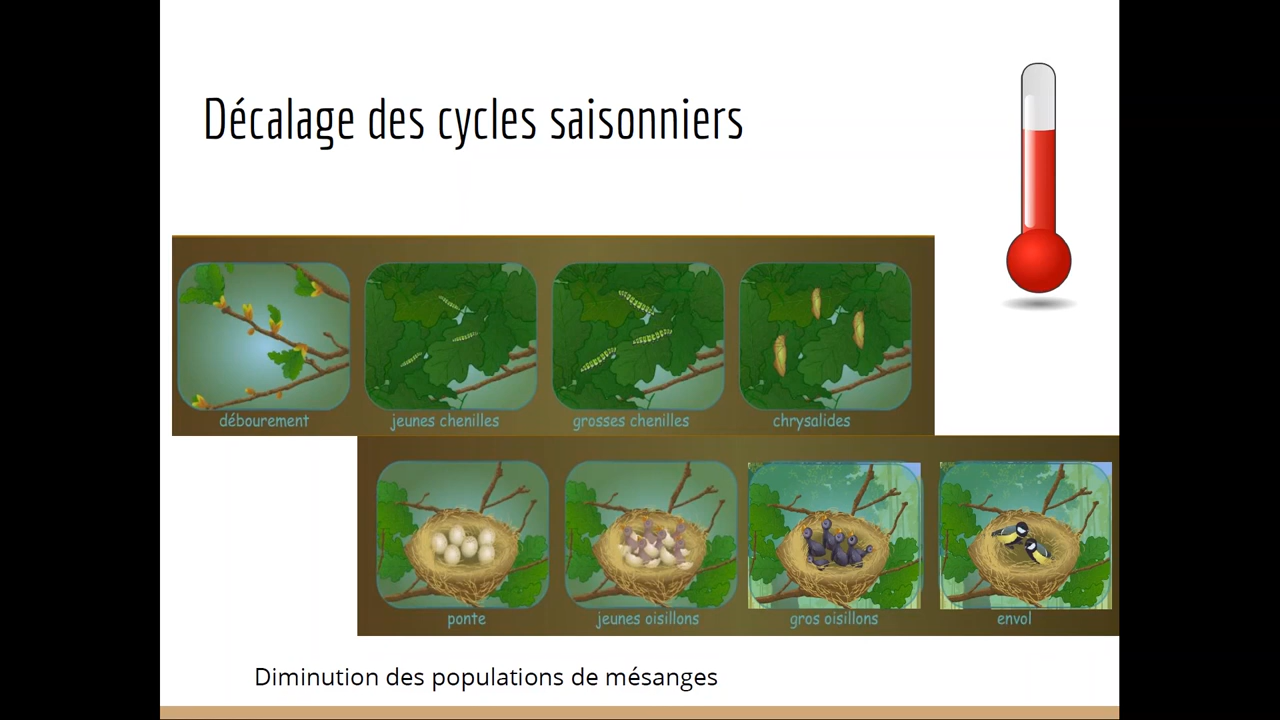 Décalage des cycles saisonniers
débourement
jeunes chenilles
grosses chenilles
chrysalides
ponte
jeunes oisillons
gros oisillons
envol
Diminution des populations de mésanges